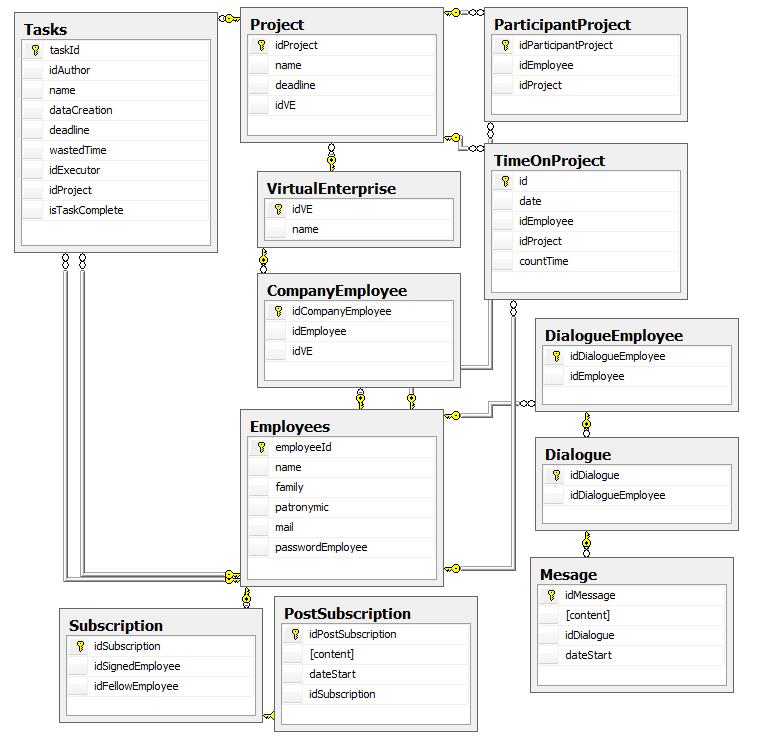 Tasks
taskId
idAuthor
name
dataCreation
deadline
wastedTime
idExecutor
idProject
isTaskComplete
Project
idProject
name
deadline
idVE
ParticipantProject
idParticipantProject
idEmployee
idProject
TimeOnProject
id
date
idEmployee
idProject
countTime
VirtualEnterprise
idVE
name
CompanyEmployee
idCompanyEmployee
idEmployee
idVE
DialogueEmployee
idDialogueEmployee
idEmployee
Employees
employeeId
name
family
patronymic
mail
passwordEmployee
Dialogue
idDialogue
idDialogueEmployee
Mesage
idMessage
[content]
idDialogue
dateStart
Subscription
idSubscription
idSignedEmployee
idFellowEmployee
PostSubscription
idPostSubscription
[content]
dateStart
idSubscription